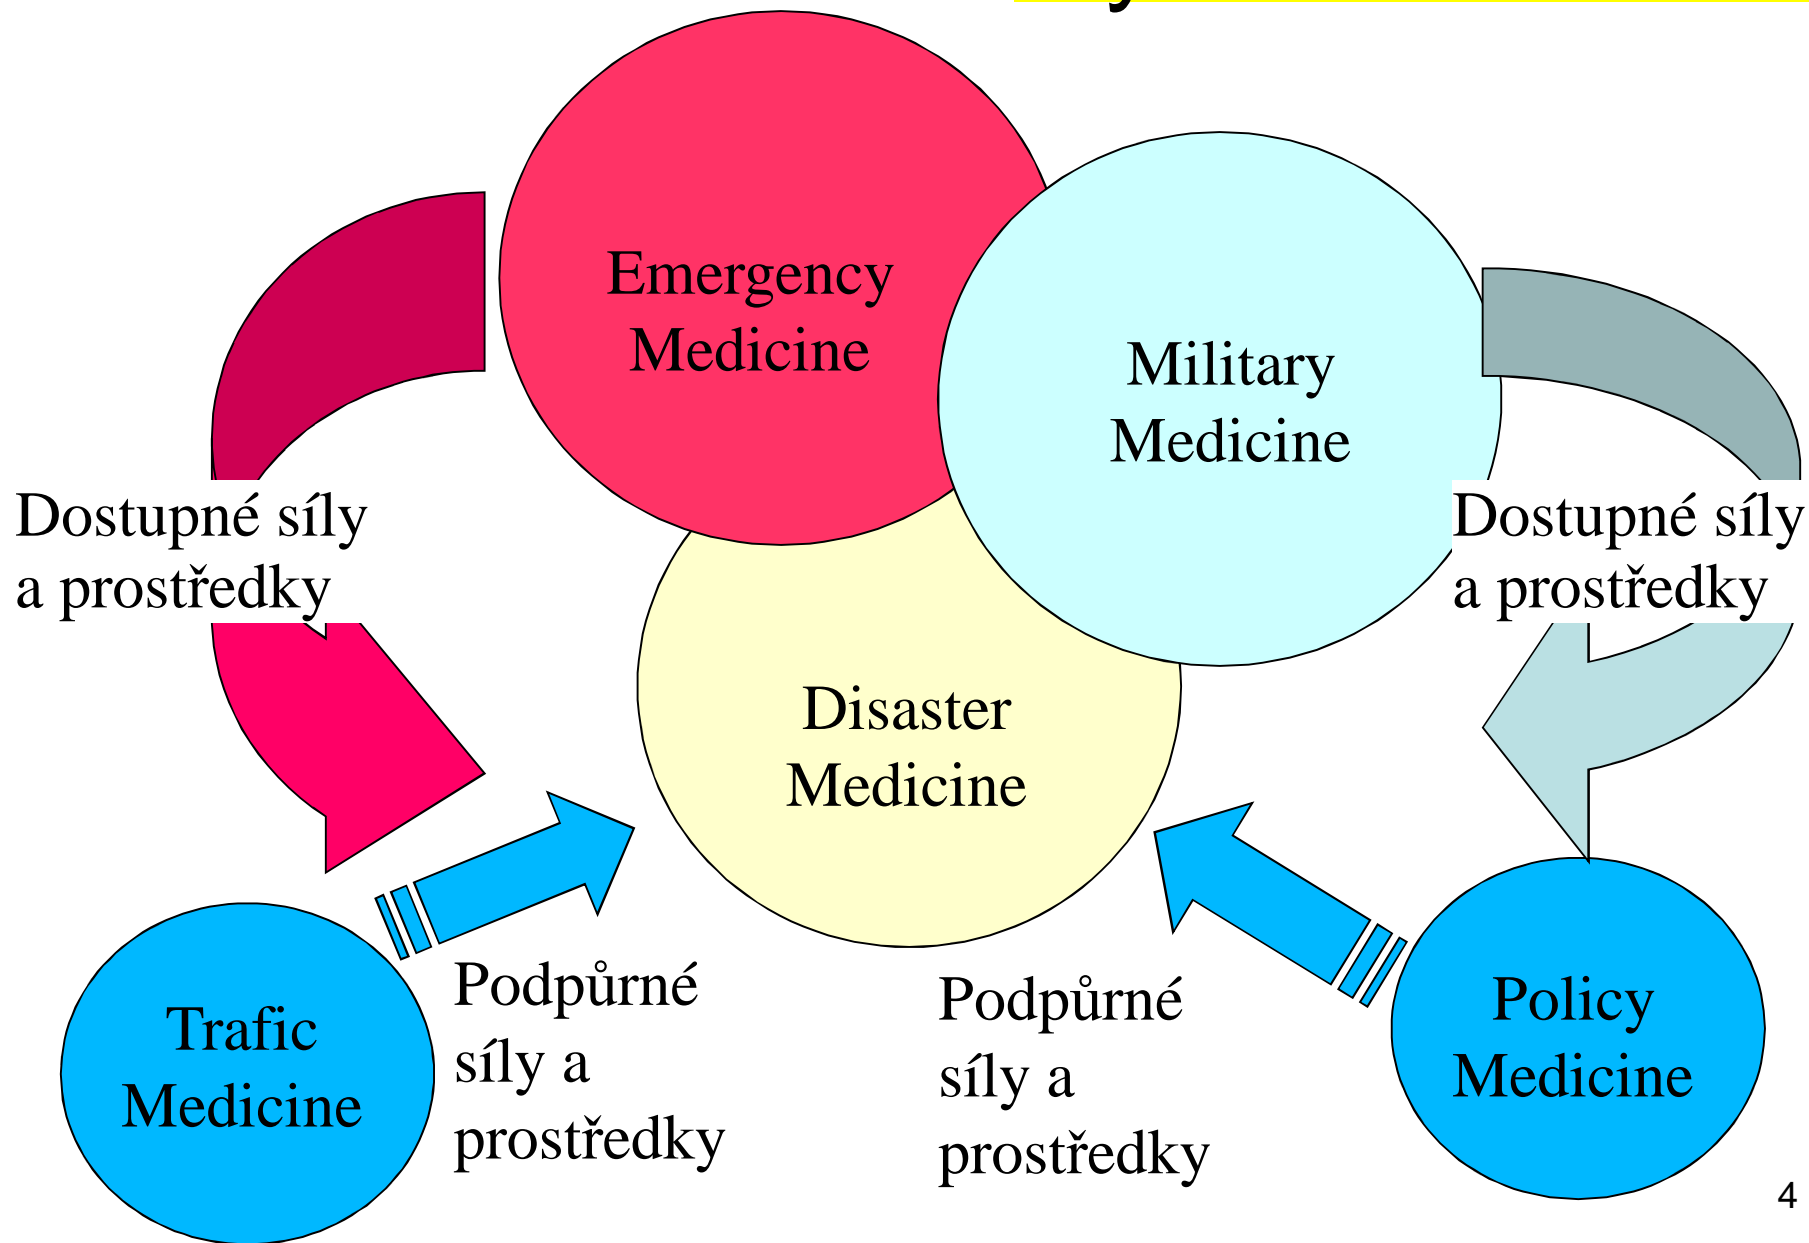 Emergency
Medicine
Military
Medicine
Dostupné síly
a prostředky
Dostupné síly
a prostředky
Disaster
Medicine
Trafic
Medicine
Podpůrné
síly a
prostředky
Podpůrné
síly a
prostředky
Policy
Medicine
4